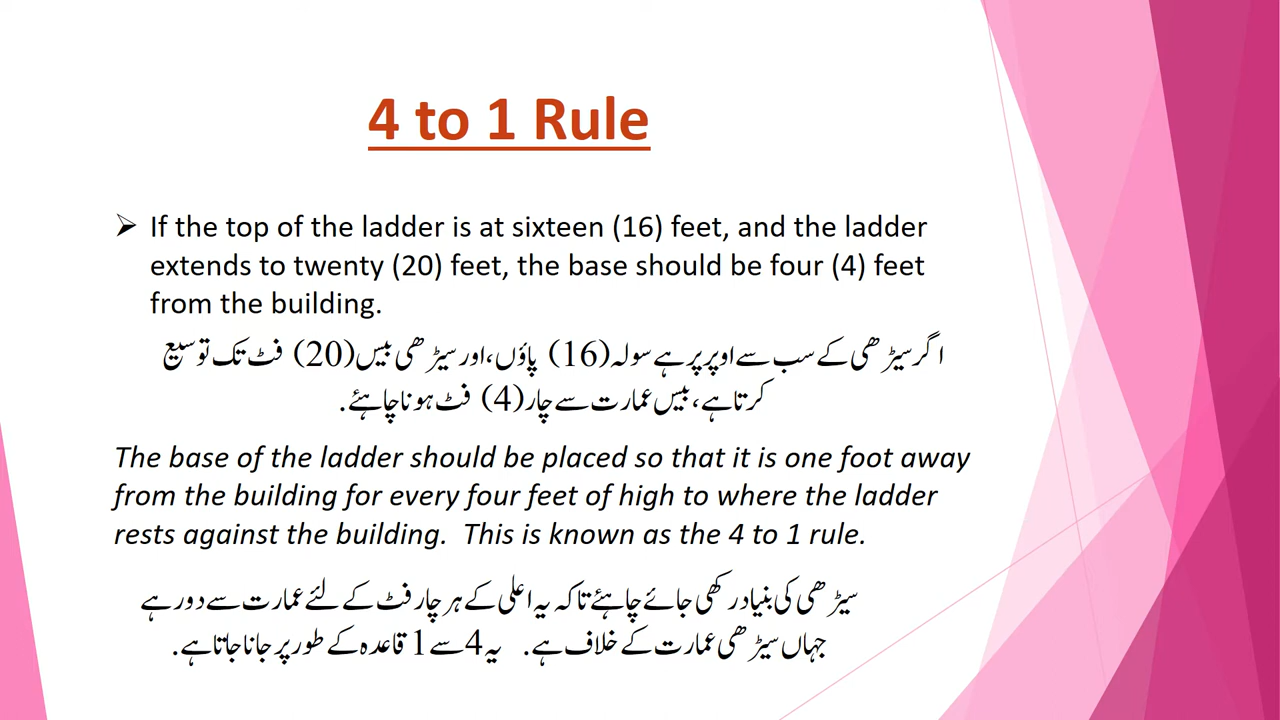 4 to 1 Rule
If the top of the ladder is at sixteen (16) feet, and the ladder
extends to twenty (20) feet, the base should be four (4) feet
from the building.
اگر سیڑھی کے سب سے اوپر پر ہے سولہ (16) پاؤں، اور سیڑھی بیس (20) فٹ تک توسیع
کرتا ہے، بیس عمارت سے چار (4) فٹ ہونا چاہئے.
The base of the ladder should be placed so that it is one foot away
from the building for every four feet of high to where the ladder
rests against the building. This is known as the 4 to 1 rule.
سیڑھی کی بنیاد رکھی جائے چاہئے تاکہ یہ اعلی کے ہر چار فٹ کے لئے عمارت سے دور ہے
جہاں سیڑھی عمارت کے خلاف ہے. یہ 4 سے 1 قاعدہ کے طور پر جانا جاتا ہے.